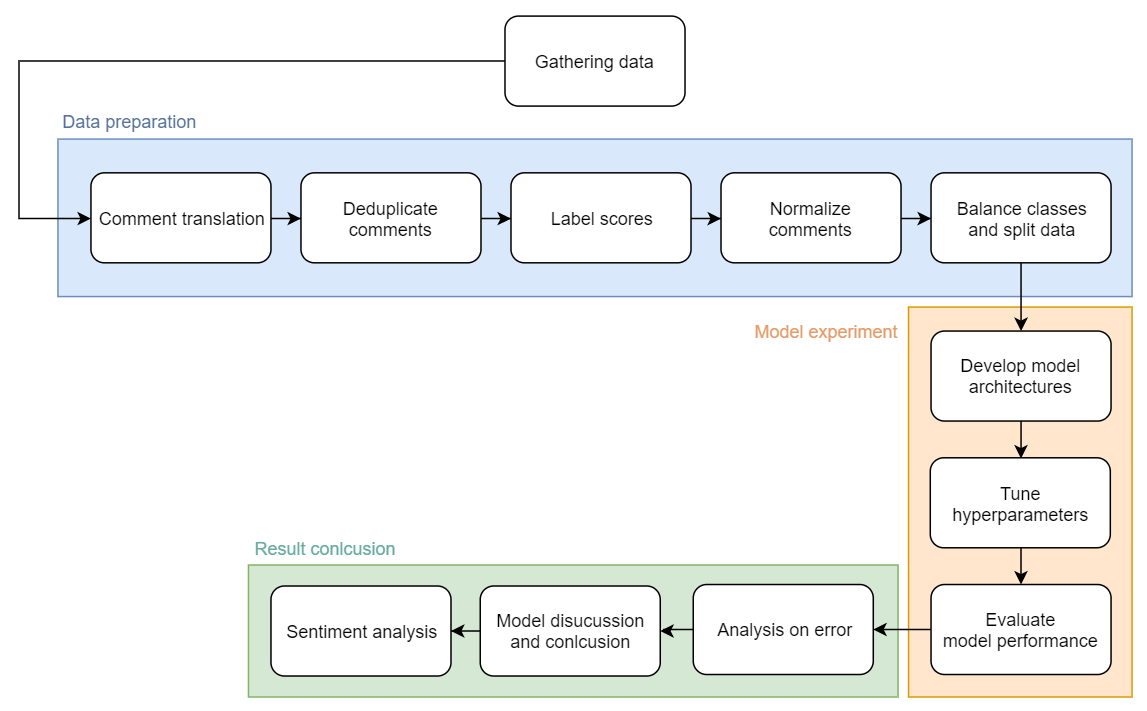 Gathering data
Data preparation
Comment translation
Deduplicate
comments
Label scores
Normalize
comments
Balance classes
and split data
Model experiment
Develop model
architectures
Tune
hyperparameters
Evaluate
model performance
Result conlcusion
Analysis on error
Model disucussion
and conlcusion
Sentiment analysis